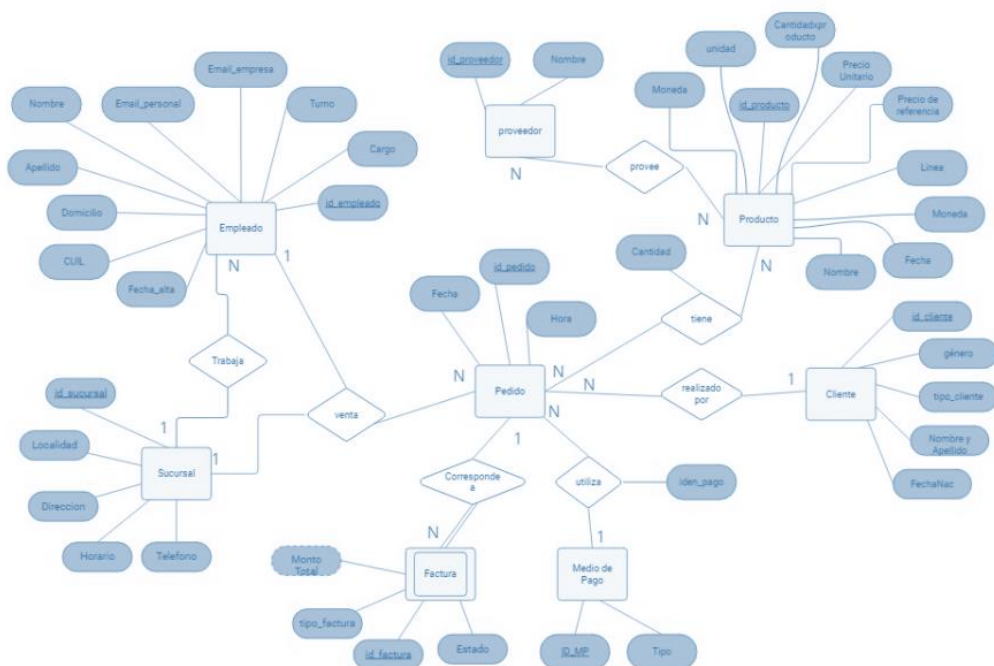 Cantidadxpr
oducto
Email_empresa
id_proveedor
Nombre
unidad
Precio
Unitario
Nombre
Email_personal
Turno
Moneda
id_producto
Precio de
referencia
proveedor
Cargo
N
provee
Apellido
Linea
id_empleado
Domicilio
Empleado
N
Producto
Moneda
CUIL
N
1
id_pedido
Cantidad
N
Nombre
Fecha
Fecha_alta
Fecha
Hora
tiene
id_cliente
Trabaja
género
id_sucursal
N
Pedido
N
N
realizado
por
1
Cliente
tipo_cliente
venta
N
1
Localidad
1
1
Nombre y
Apellido
Sucursal
Corresponde
a
utiliza
iden_pago
FechaNac
Direccion
Horario
Telefono
N
1
Monto
Total
Factura
Medio de
Pago
tipo_factura
id_factura
Estado
ID_MP
Tipo